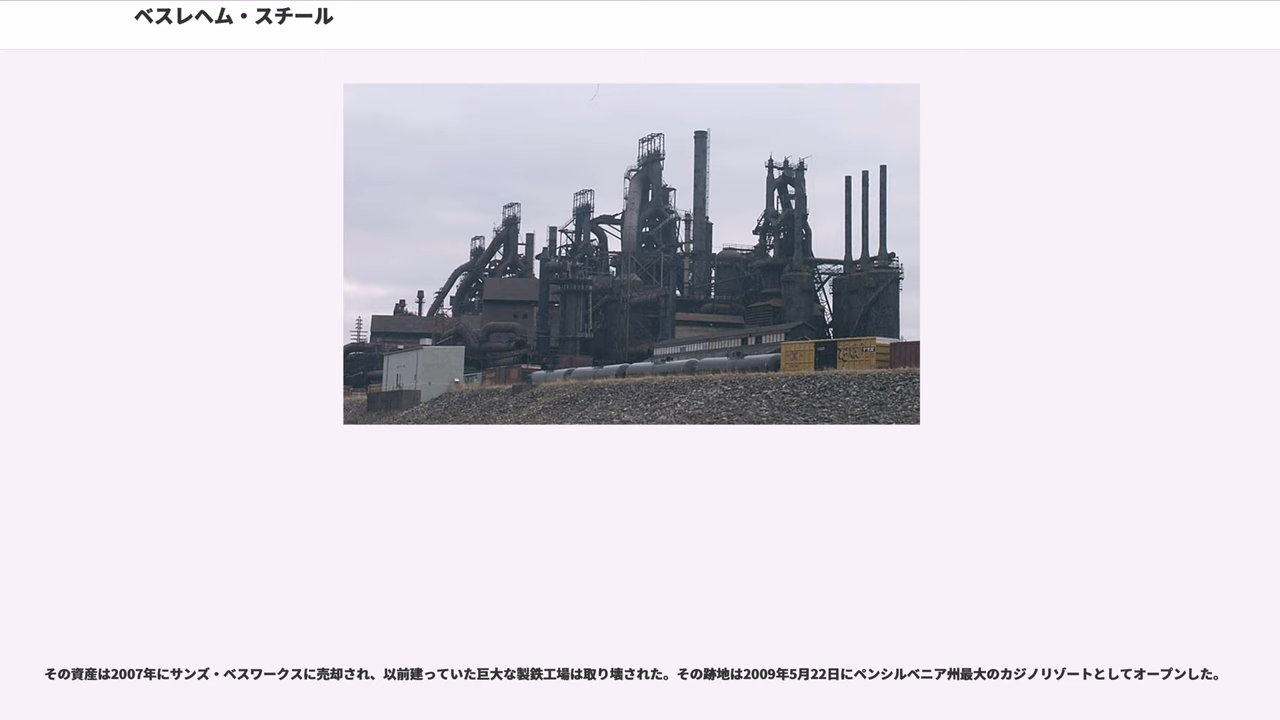 ベスレヘム・スチール
その資産は2007年にサンズ・ベスワークスに売却され、以前建っていた巨大な製鉄工場は取り壊された。その跡地は2009年5月22日にペンシルベニア州最大のカジノリゾートとしてオープンした。